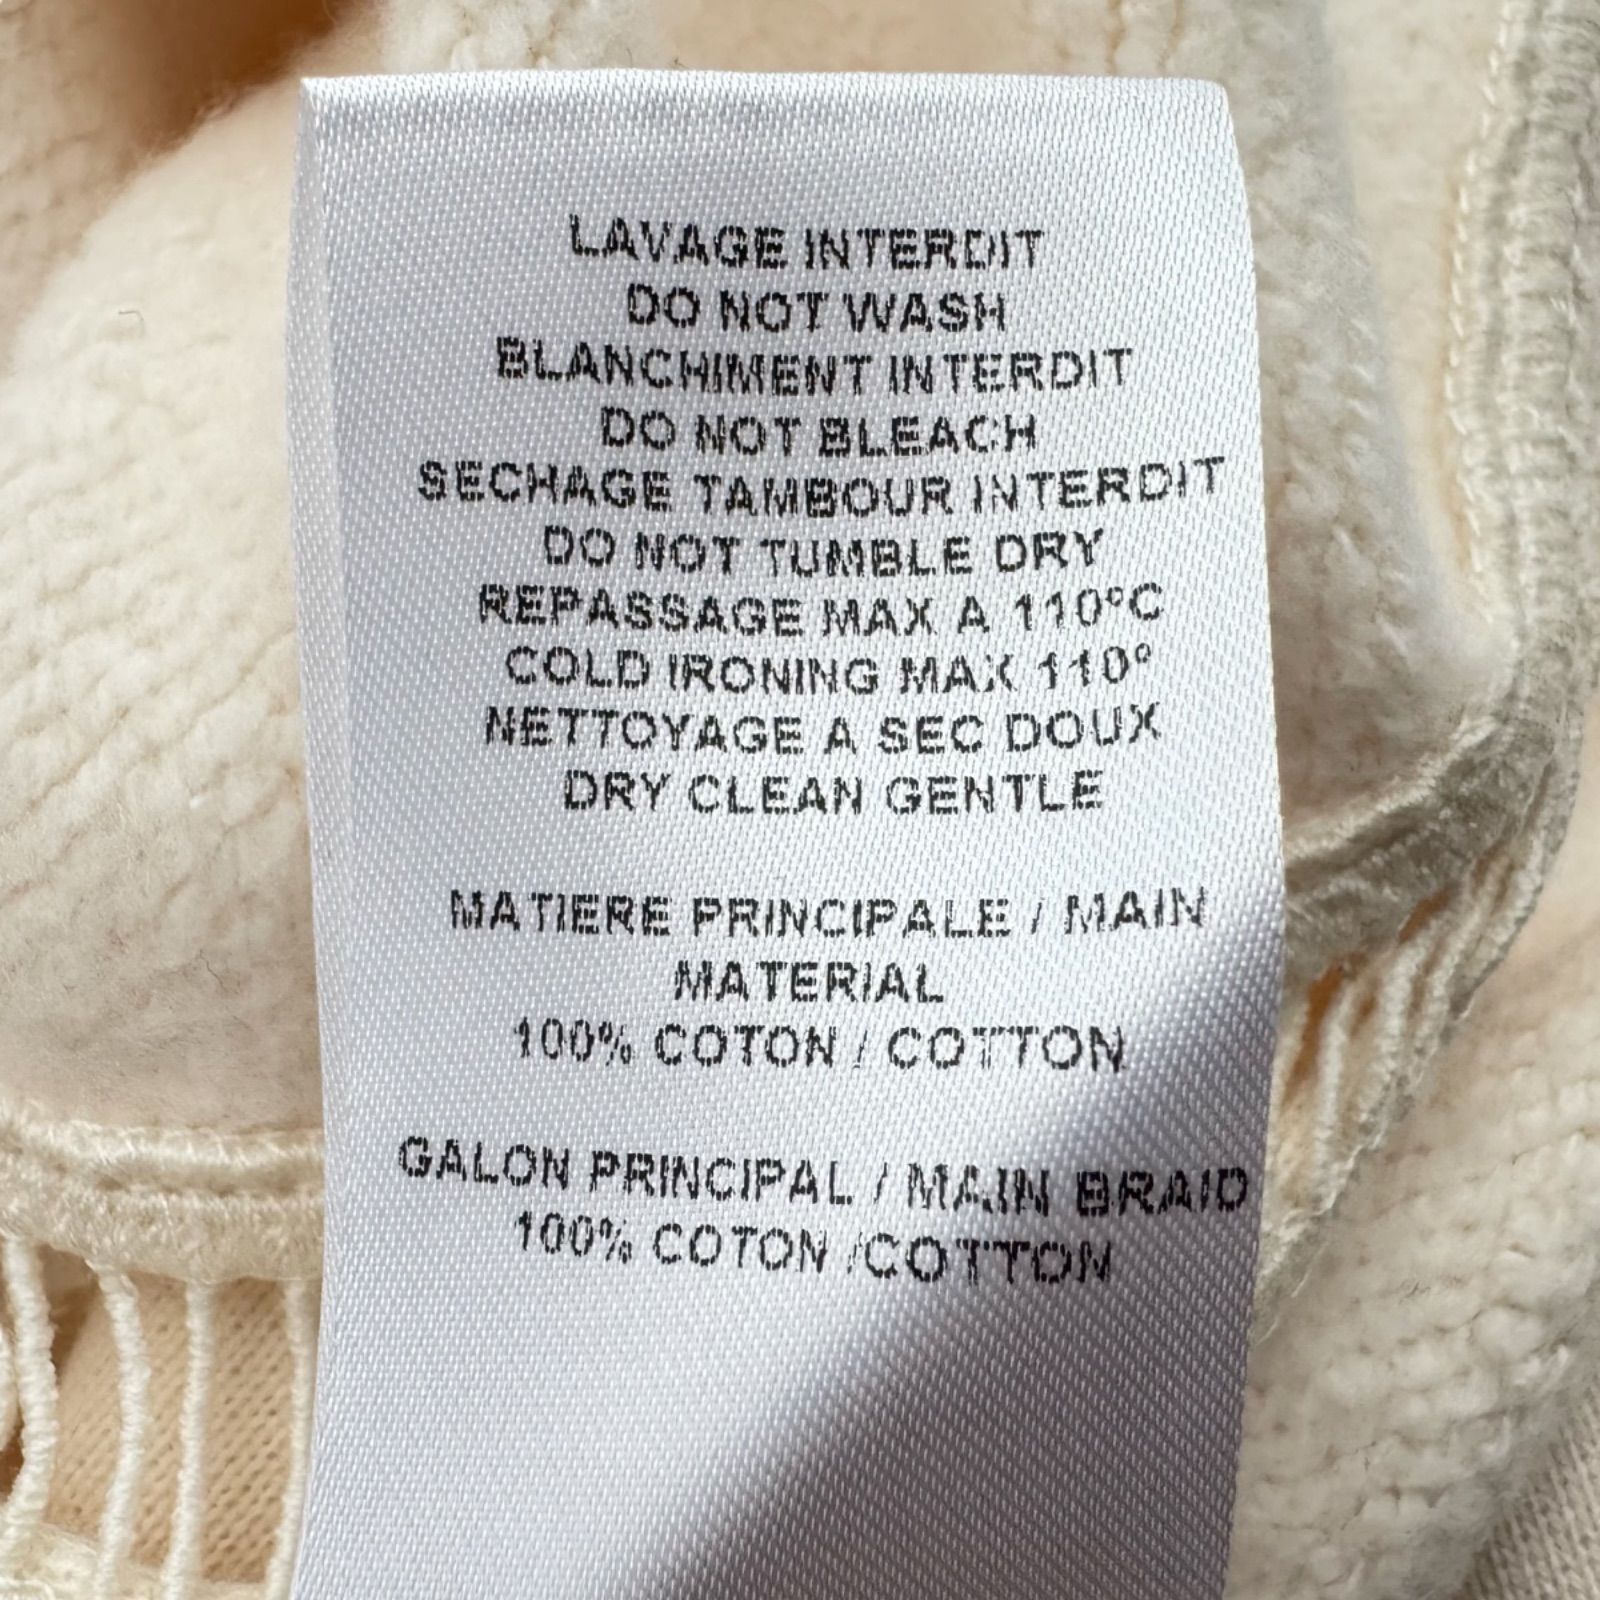 LAVAGE INTERDIT
DO NOT WASH
BLANCHIMENT INTERDIT
DO NOT BLEACH
SECHAGE TAMBOUR INTERDIT
DO NOT TUMBLE DRY
REPASSAGE MAX A 110°C
COLD IRONING MAX 110°
NETTOYAGE A SEC DOUX
DRY CLEAN GENTLE
MATIERE PRINCIPALE / MAIN
MATERIAL
100% COTON / COTTON
GALON PRINCIPAL / MAIN BRAID
100% COTON /COTTON